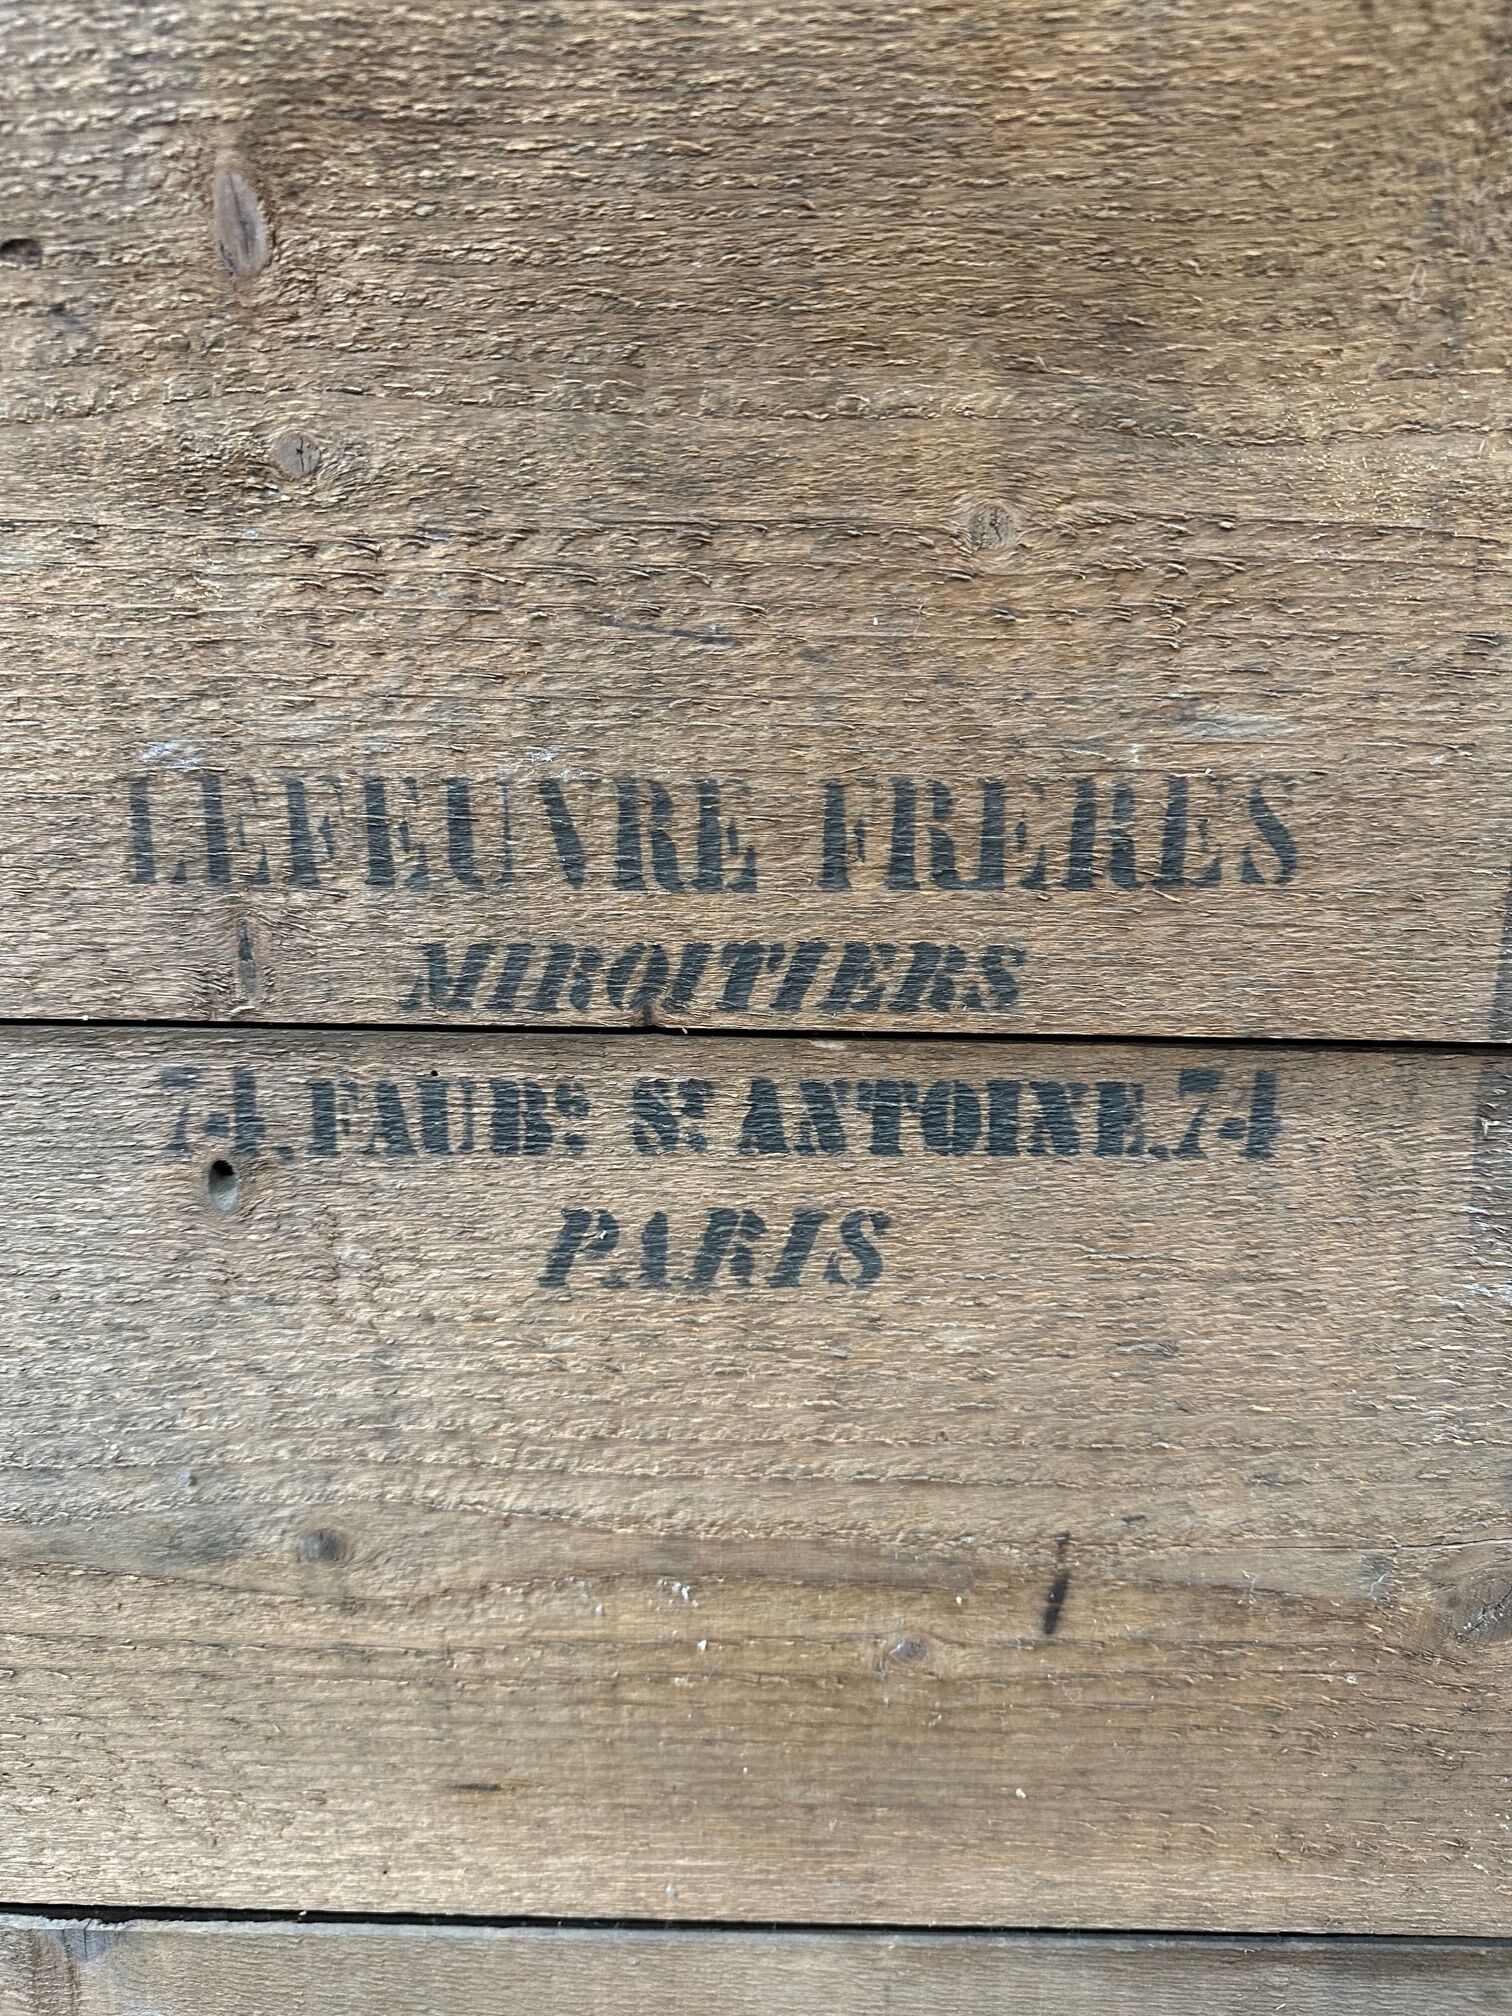 LEFEUVRE FRERES
MIROITIERS
74. FAUBG: ST: ANTOINE. 74
PARIS